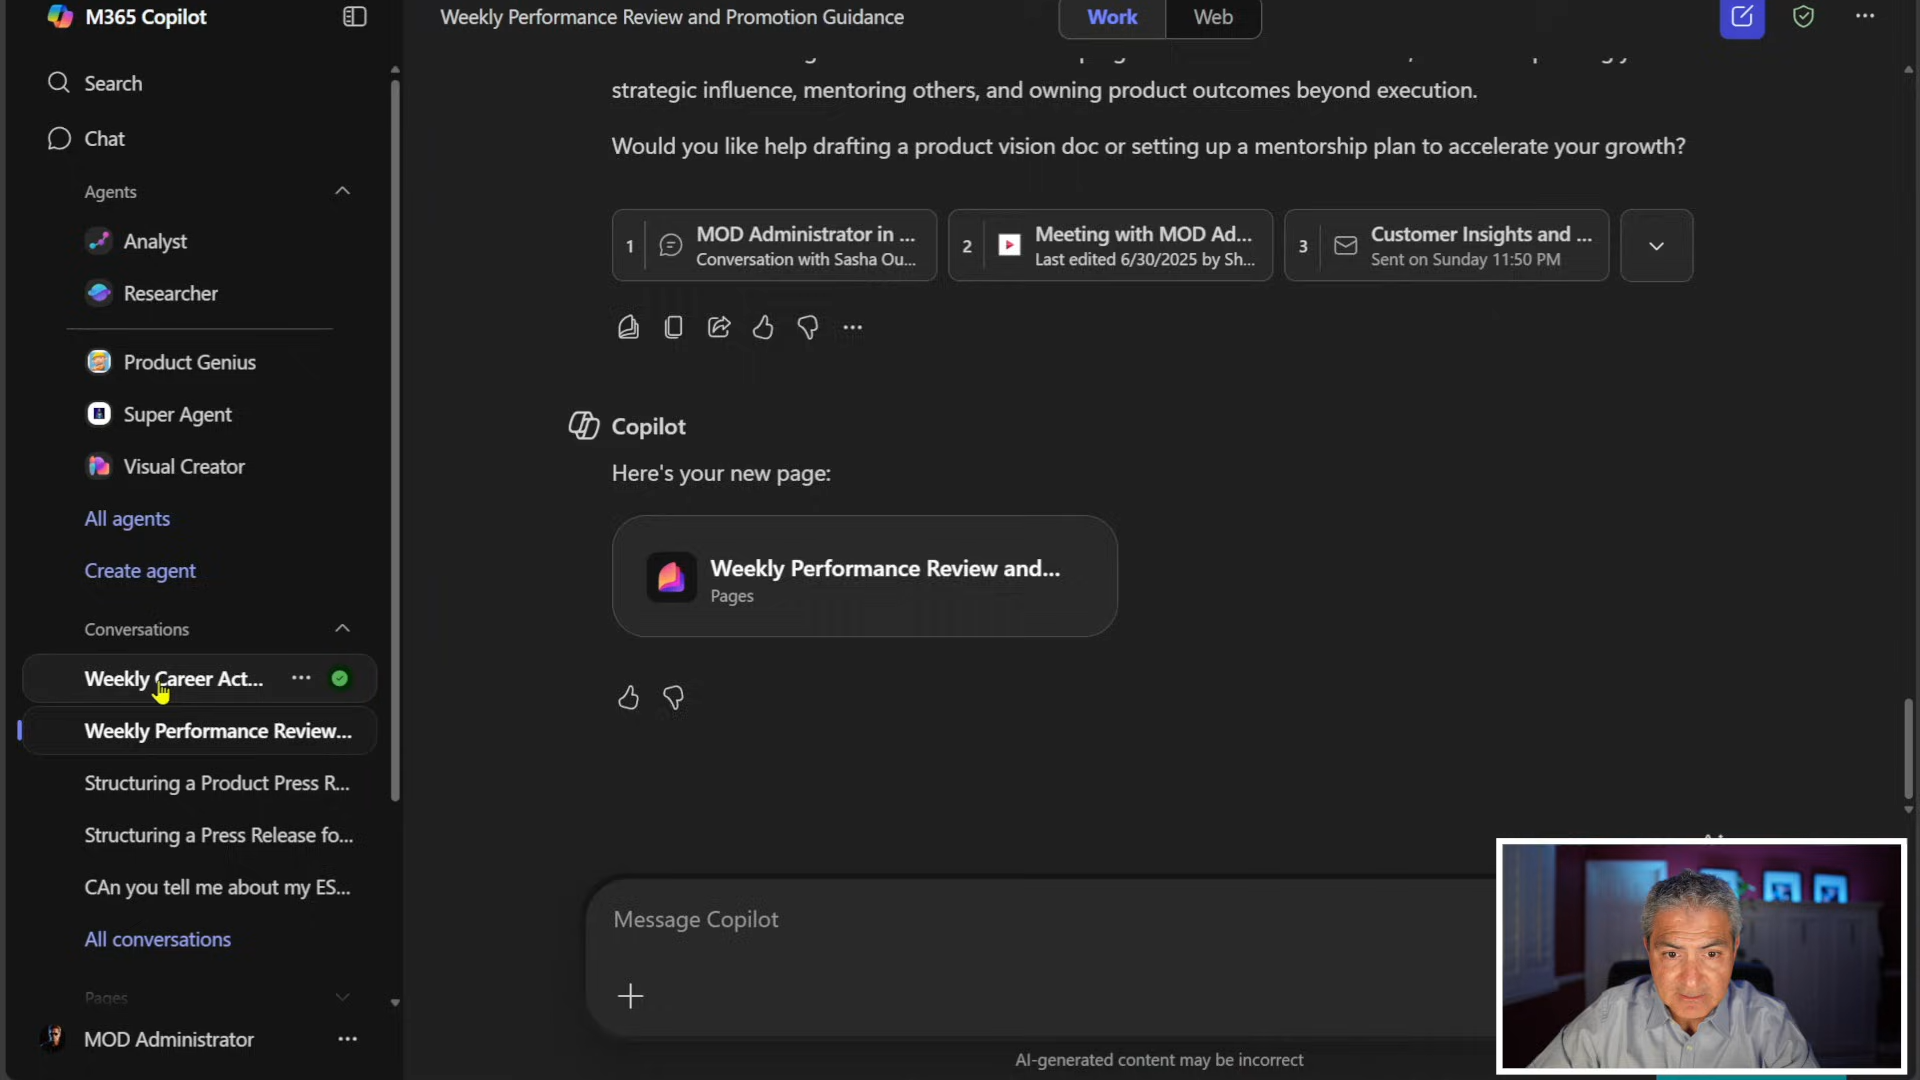 M365 Copilot
Search
Chat
Agents
Analyst
Researcher
Product Genius
Super Agent
Visual Creator
All agents
Create agent
Conversations
Weekly Career Act...
Weekly Performance Review...
Structuring a Product Press R...
Structuring a Press Release fo...
CAn you tell me about my ES...
All conversations
Pages
MOD Administrator
Weekly Performance Review and Promotion Guidance
Work
Web
strategic influence, mentoring others, and owning product outcomes beyond execution.
Would you like help drafting a product vision doc or setting up a mentorship plan to accelerate your growth?
1
MOD Administrator in ...
Conversation with Sasha Ou...
2
Meeting with MOD Ad...
Last edited 6/30/2025 by Sh...
3
Customer Insights and ...
Sent on Sunday 11:50 PM
Copilot
Here's your new page:
Weekly Performance Review and...
Pages
Message Copilot
AI-generated content may be incorrect